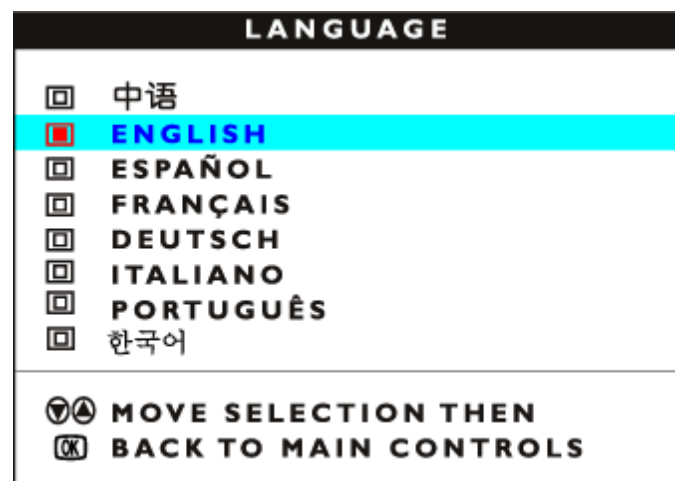 LANGUAGE
中语
ENGLISH
ESPAÑOL
FRANÇAIS
DEUTSCH
ITALIANO
PORTUGUÊS
한국어
MOVE SELECTION THEN
OK BACK TO MAIN CONTROLS